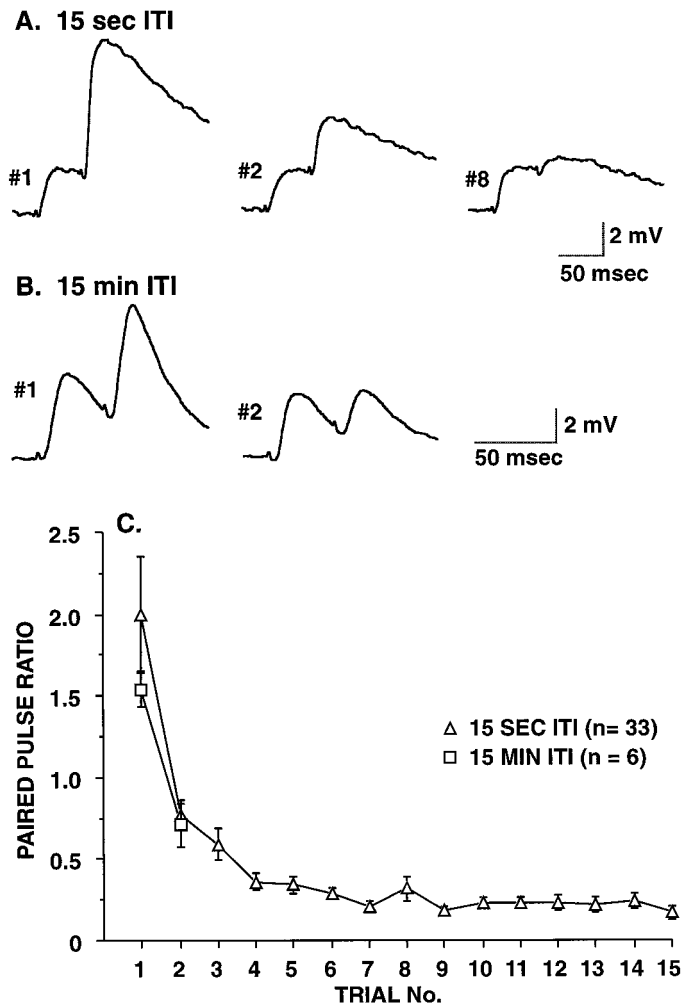 A. 15 sec ITI
#1
#2
#8
2 mV
50 msec
B. 15 min ITI
#1
#2
2 mV
50 msec
C.
PAIRED PULSE RATIO
2.5
2.0
1.5
1.0
0.5
0
15 SEC ITI (n= 33)
15 MIN ITI (n = 6)
1 2 3 4 5 6 7 8 9 10 11 12 13 14 15
TRIAL No.